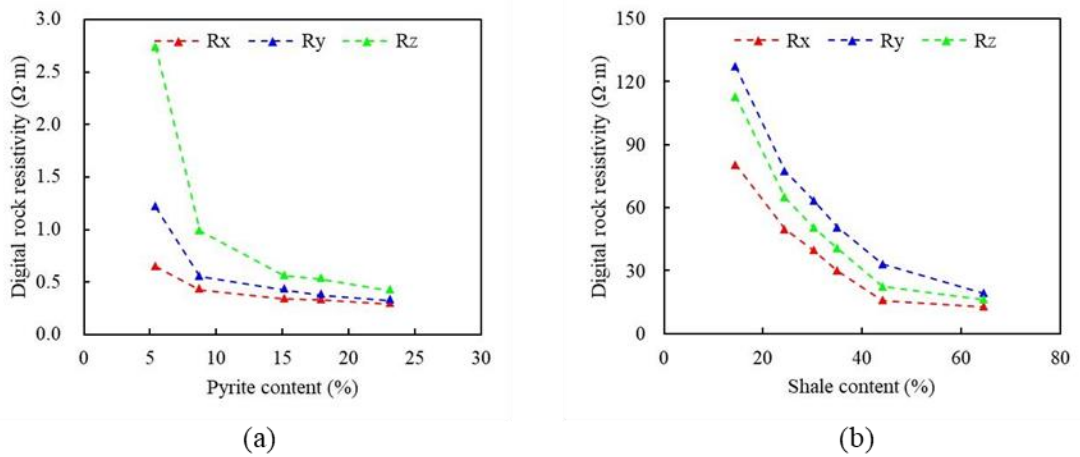 Digital rock resistivity (Ω·m)
3.0
2.5
2.0
1.5
1.0
0.5
0.0
Rx Ry Rz
0 5 10 15 20 25 30
Pyrite content (%)
(a)
Digital rock resistivity (Ω·m)
150
120
90
60
30
0
Rx Ry Rz
0 20 40 60 80
Shale content (%)
(b)